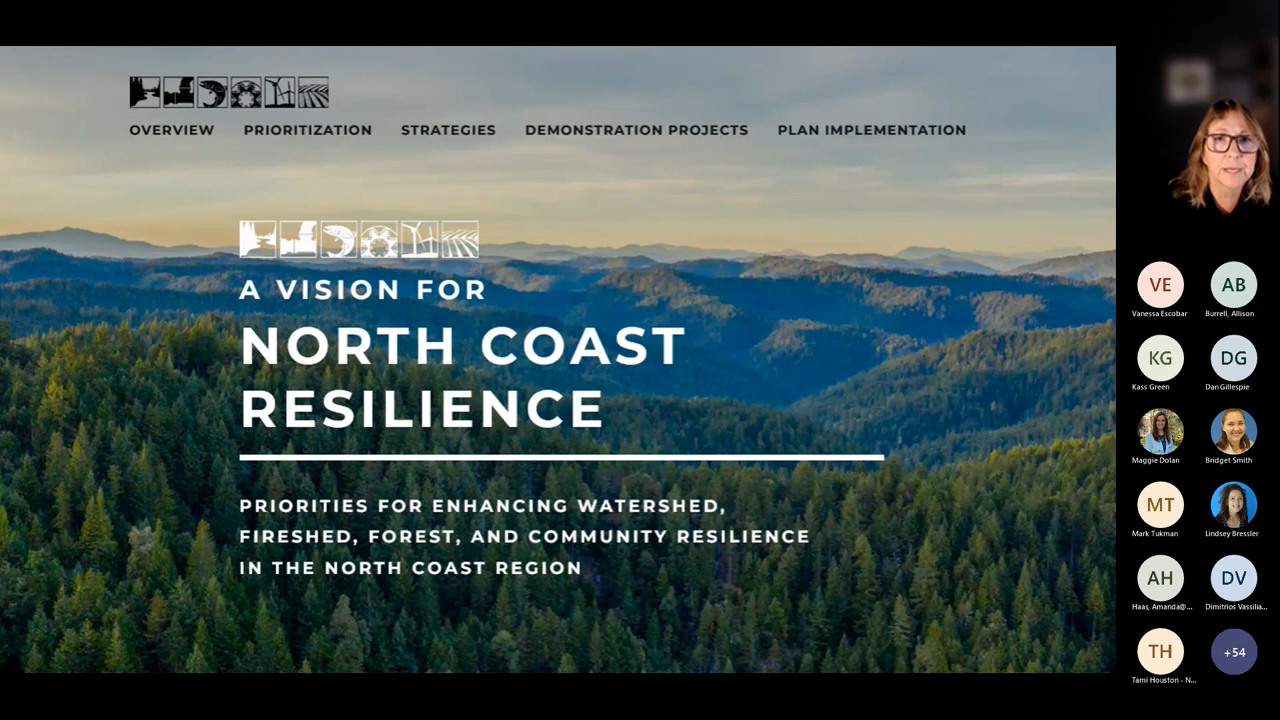 OVERVIEW PRIORITIZATION STRATEGIES DEMONSTRATION PROJECTS PLAN IMPLEMENTATION
A VISION FOR
NORTH COAST
RESILIENCE
PRIORITIES FOR ENHANCING WATERSHED,
FIRESHED, FOREST, AND COMMUNITY RESILIENCE
IN THE NORTH COAST REGION
VE AB
Vanessa Escobar Burrell, Allison
KG DG
Kass Green Dan Gillespie
Maggie Dolan Bridget Smith
MT
Mark Tukman Lindsey Bressler
AH DV
Haas, Amanda@... Dimitrios Vassilia...
TH +54
Tami Houston - N...